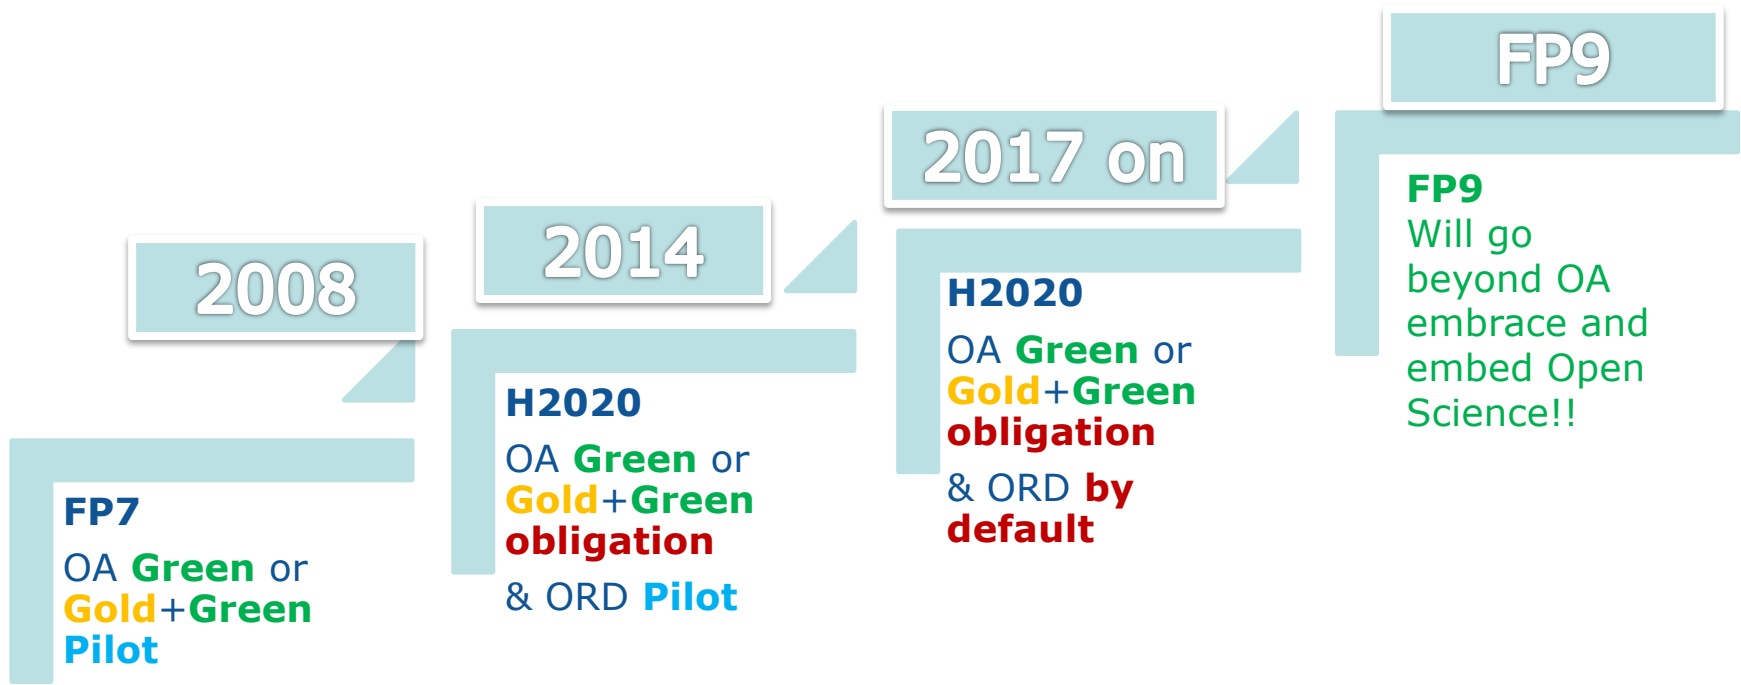 2008
FP7
OA Green or
Gold+Green
Pilot
2014
H2020
OA Green or
Gold+Green
obligation
& ORD Pilot
2017 on
H2020
OA Green or
Gold+Green
obligation
& ORD by
default
FP9
FP9
Will go
beyond OA
embrace and
embed Open
Science!!